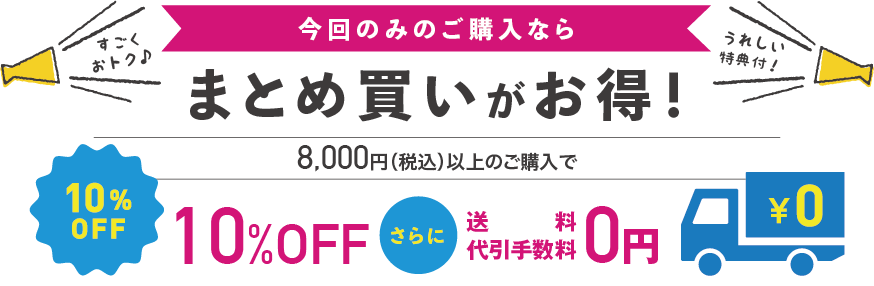 今回のみのご購入なら
すごく
おトク♪
うれしい
特典付！
まとめ買いがお得！
8,000円（税込）以上のご購入で
10%
OFF
10%OFF
さらに
送料
代引手数料
0円
¥0